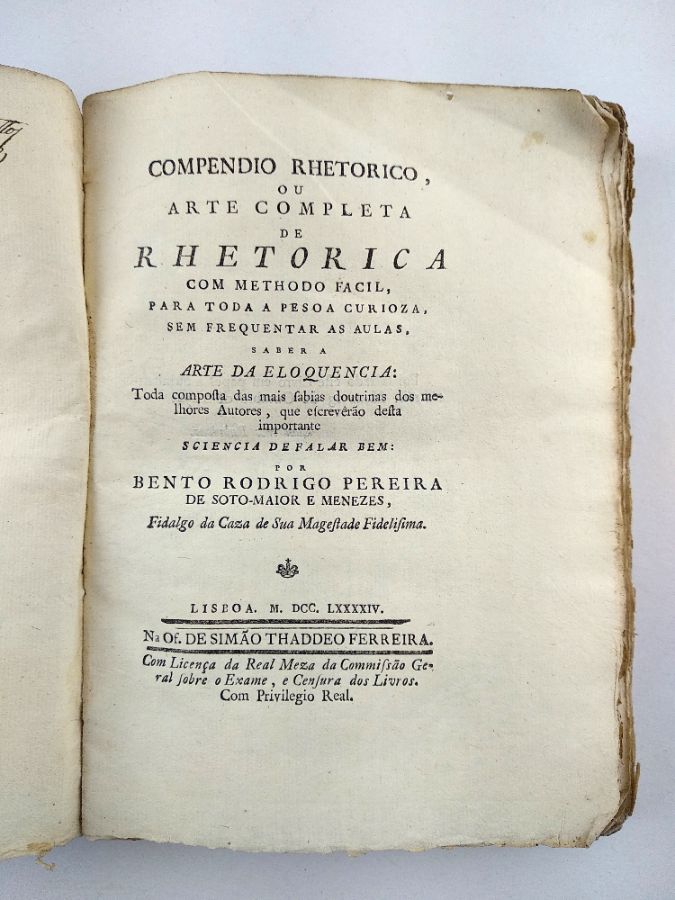 COMPENDIO RHETORICO,
OU
ARTE COMPLETA
DE
RHETORICA
COM METHODO FACIL,
PARA TODA A PESOA CURIOZA,
SEM FREQUENTAR AS AULAS,
SABER A
ARTE DA ELOQUENCIA:
Toda compoſta das mais ſabias doutrinas dos me-
lhores Autores, que eſcreverão deſta
importante
SCIENCIA DE FALAR BEM:
POR
BENTO RODRIGO PEREIRA
DE SOTO-MAIOR E MENEZES,
Fidalgo da Caza de Sua Mageſtade Fideliſima.
LISBOA. M. DCC. LXXXXIV.
Na Of. DE SIMÃO THADDEO FERREIRA.
Com Licença da Real Meza da Commiſsão Ge-
ral ſobre o Exame, e Cenſura dos Livros.
Com Privilegio Real.